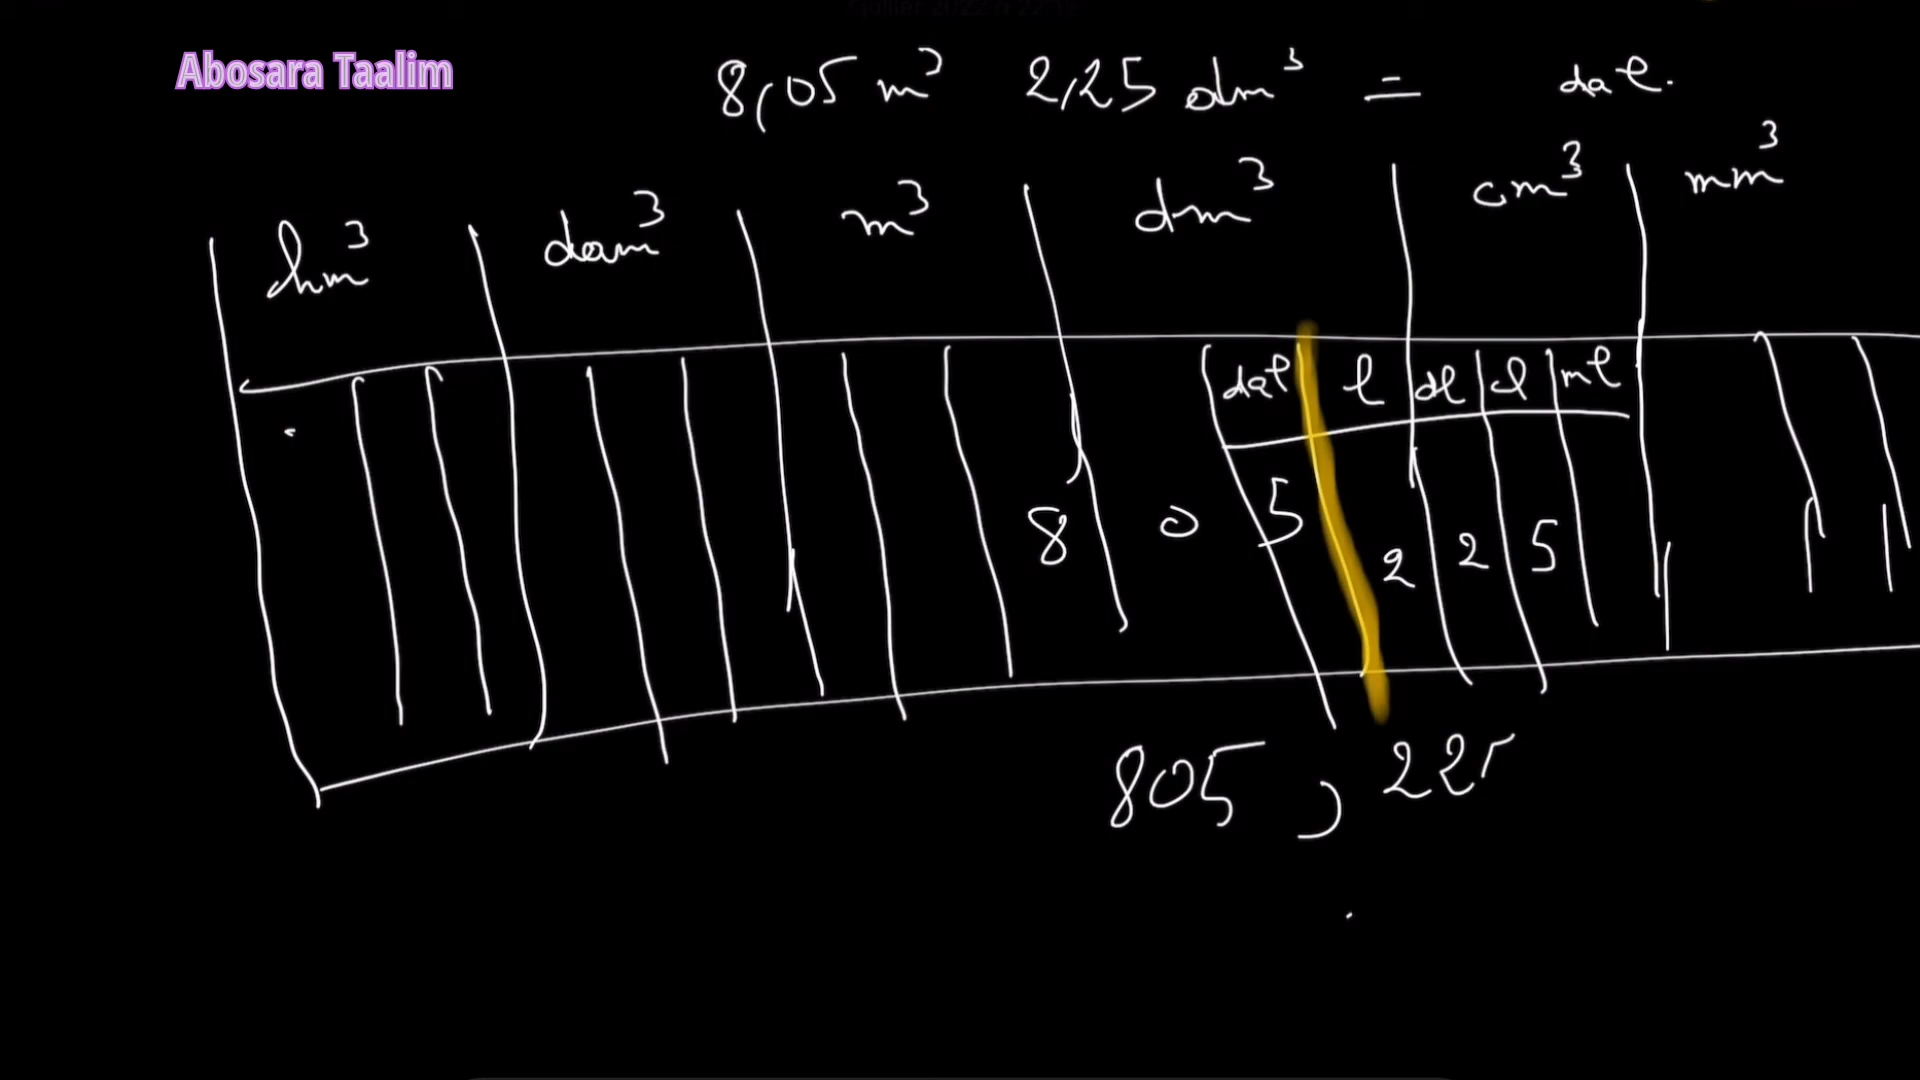 Abosara Taalim
8,05 m³ 2,25 dm³ = dal.
hm³ dam³ m³ dm³ cm³ mm³
dal l dl cl ml
8 0 5 2 2 5
805, 225